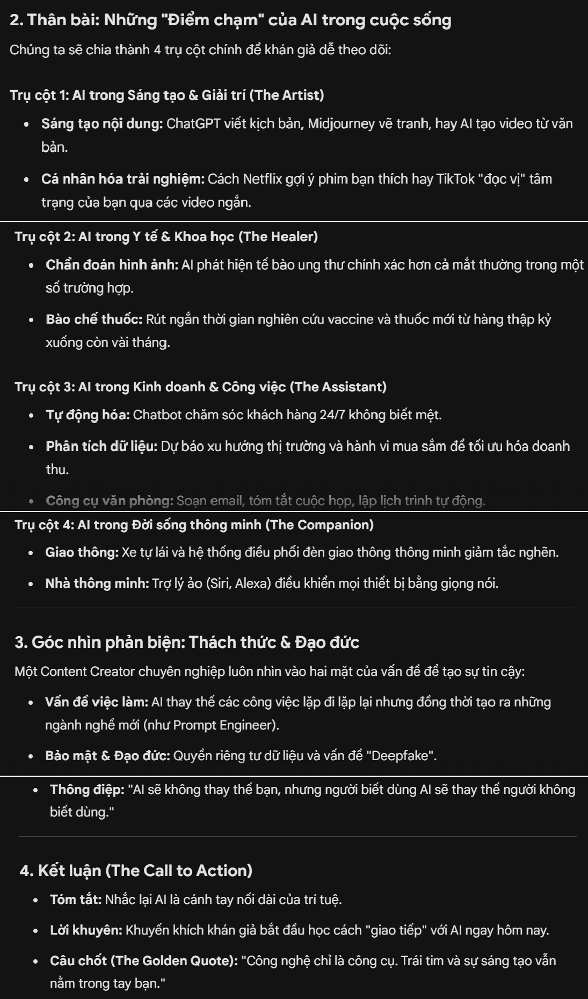 2. Thân bài: Những "Điểm chạm" của AI trong cuộc sống
Chúng ta sẽ chia thành 4 trụ cột chính để khán giả dễ theo dõi:
Trụ cột 1: AI trong Sáng tạo & Giải trí (The Artist)
• Sáng tạo nội dung: ChatGPT viết kịch bản, Midjourney vẽ tranh, hay AI tạo video từ văn
bản.
• Cá nhân hóa trải nghiệm: Cách Netflix gợi ý phim bạn thích hay TikTok "đọc vị" tâm
trạng của bạn qua các video ngắn.
Trụ cột 2: AI trong Y tế & Khoa học (The Healer)
• Chẩn đoán hình ảnh: AI phát hiện tế bào ung thư chính xác hơn cả mắt thường trong một
số trường hợp.
• Bào chế thuốc: Rút ngắn thời gian nghiên cứu vaccine và thuốc mới từ hàng thập kỷ
xuống còn vài tháng.
Trụ cột 3: AI trong Kinh doanh & Công việc (The Assistant)
• Tự động hóa: Chatbot chăm sóc khách hàng 24/7 không biết mệt.
• Phân tích dữ liệu: Dự báo xu hướng thị trường và hành vi mua sắm để tối ưu hóa doanh
thu.
• Công cụ văn phòng: Soạn email, tóm tắt cuộc họp, lập lịch trình tự động.
Trụ cột 4: AI trong Đời sống thông minh (The Companion)
• Giao thông: Xe tự lái và hệ thống điều phối đèn giao thông thông minh giảm tắc nghẽn.
• Nhà thông minh: Trợ lý ảo (Siri, Alexa) điều khiển mọi thiết bị bằng giọng nói.
3. Góc nhìn phản biện: Thách thức & Đạo đức
Một Content Creator chuyên nghiệp luôn nhìn vào hai mặt của vấn đề để tạo sự tin cậy:
• Vấn đề việc làm: AI thay thế các công việc lặp đi lặp lại nhưng đồng thời tạo ra những
ngành nghề mới (như Prompt Engineer).
• Bảo mật & Đạo đức: Quyền riêng tư dữ liệu và vấn đề "Deepfake".
• Thông điệp: "AI sẽ không thay thế bạn, nhưng người biết dùng AI sẽ thay thế người không
biết dùng."
4. Kết luận (The Call to Action)
• Tóm tắt: Nhắc lại AI là cánh tay nối dài của trí tuệ.
• Lời khuyên: Khuyến khích khán giả bắt đầu học cách "giao tiếp" với AI ngay hôm nay.
• Câu chốt (The Golden Quote): "Công nghệ chỉ là công cụ. Trái tim và sự sáng tạo vẫn
nằm trong tay bạn."